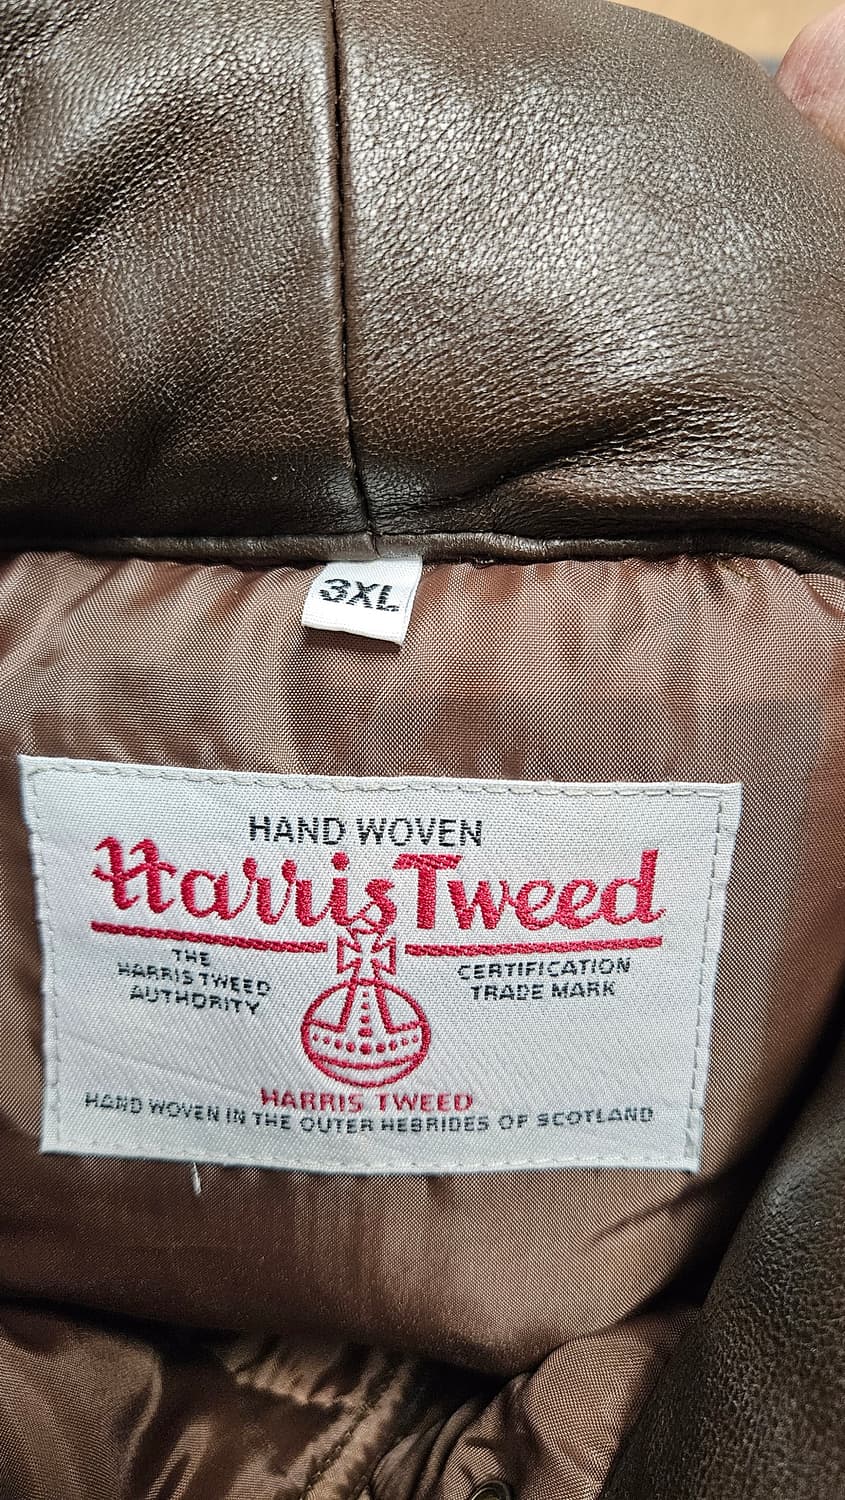 3XL
HAND WOVEN
Harris Tweed
THE
HARRIS TWEED
AUTHORITY
CERTIFICATION
TRADE MARK
HARRIS TWEED
HAND WOVEN IN THE OUTER HEBRIDES OF SCOTLAND